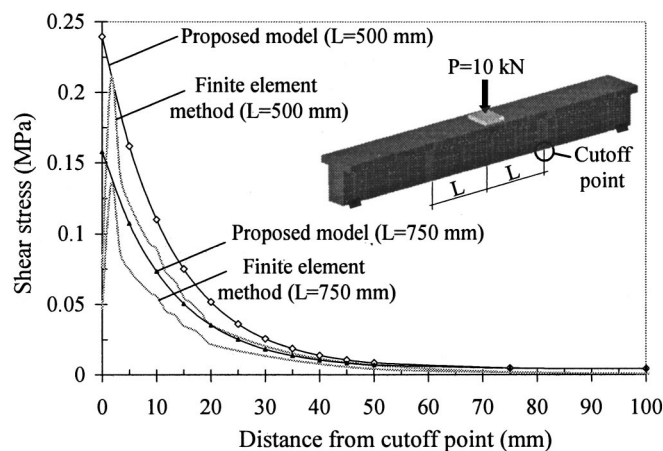 0.25
Proposed model (L=500 mm)
Finite element
method (L=500 mm)
P=10 kN
0.2
0.15
0.1
0.05
0
Shear stress (MPa)
L
L
Cutoff
point
Proposed model (L=750 mm)
Finite element
method (L=750 mm)
0 10 20 30 40 50 60 70 80 90 100
Distance from cutoff point (mm)